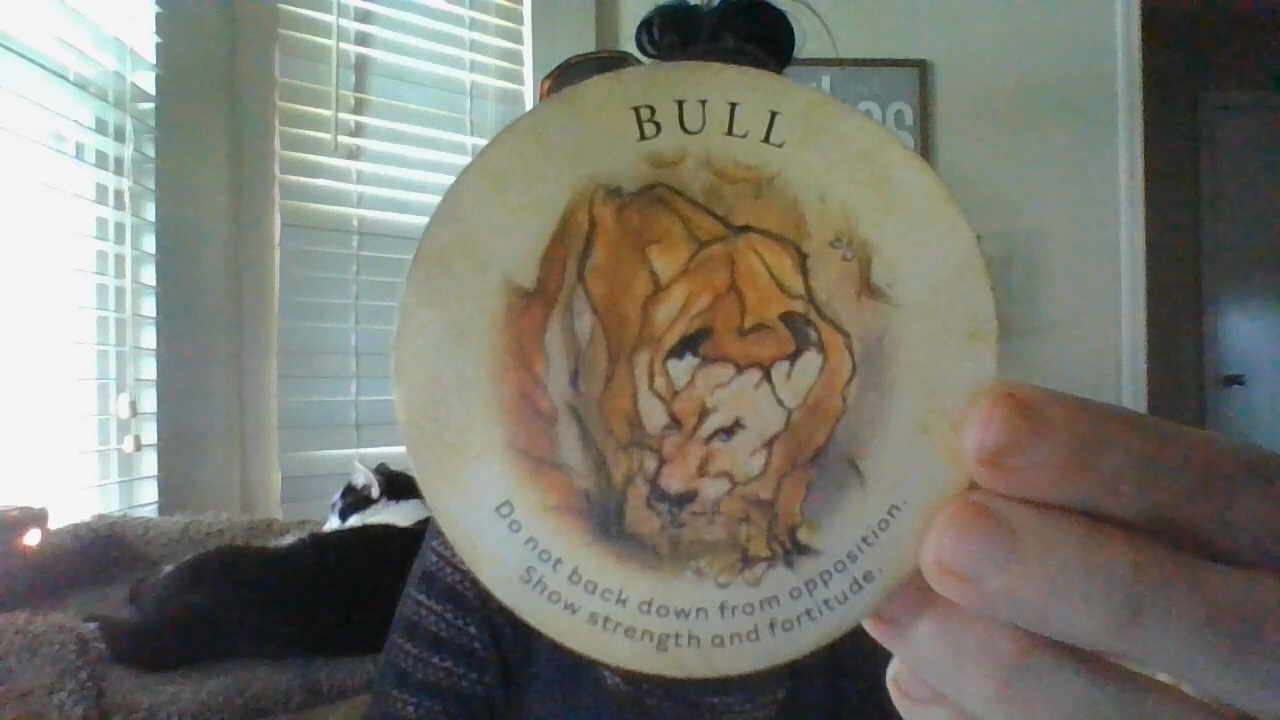 BULL
Do not back down from opposition.
Show strength and fortitude.